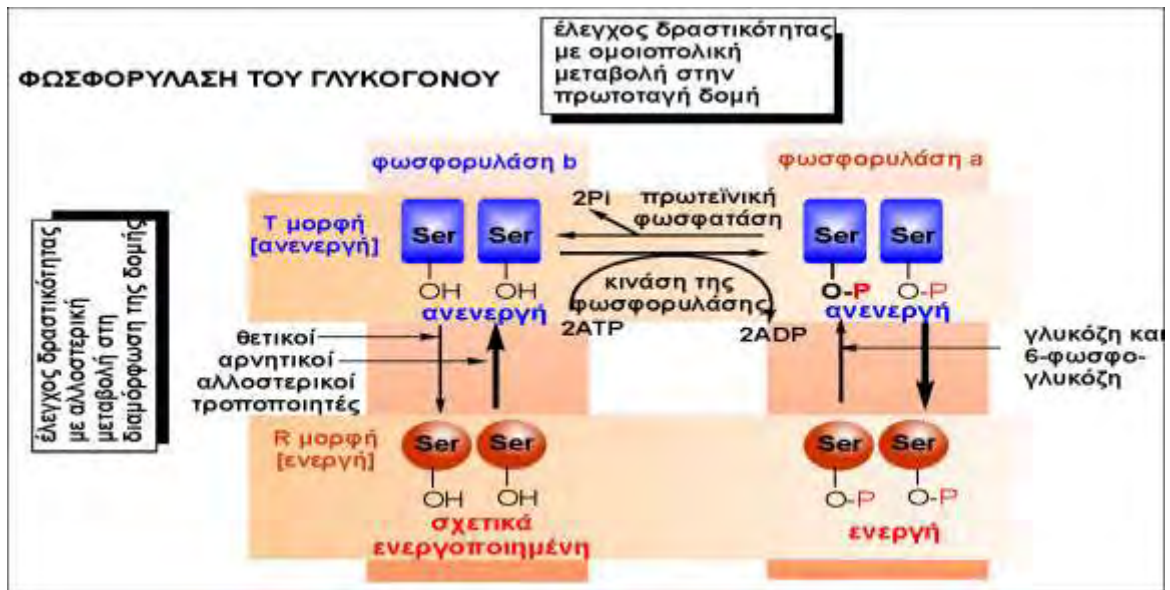 ΦΩΣΦΟΡΥΛΑΣΗ ΤΟΥ ΓΛΥΚΟΓΟΝΟΥ
έλεγχος δραστικότητας
με ομοιοπολική
μεταβολή στην
πρωτοταγή δομή
φωσφορυλάση b
φωσφορυλάση a
έλεγχος δραστικότητας
με αλλοστερική
μεταβολή στη
διαμόρφωση της δομής
Τ μορφή
[ανενεργή]
Ser
Ser
OH
OH
ανενεργή
2Pi
πρωτεϊνική
φωσφατάση
κινάση της
φωσφορυλάσης
2ATP
2ADP
Ser
Ser
O-P
O-P
ανενεργή
θετικοί
αρνητικοί
αλλοστερικοί
τροπποποιητές
γλυκόζη και
6-φωσφο-
γλυκόζη
R μορφή
[ενεργή]
Ser
Ser
OH
OH
σχετικά
ενεργοποιημένη
Ser
Ser
O-P
O-P
ενεργή